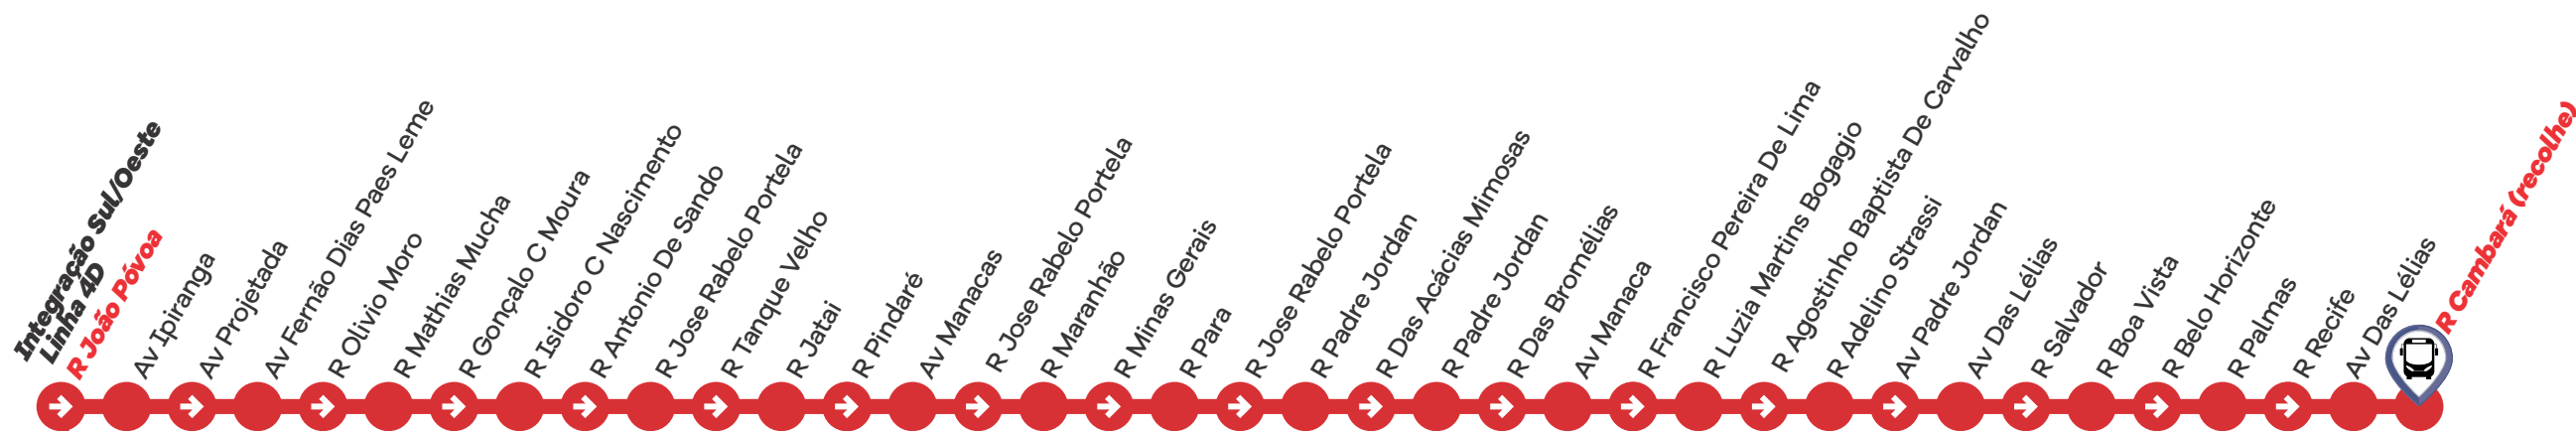 Integração Sul/Oeste
Linha 4D
R João Póvoa
Av Ipiranga
Av Projetada
Av Fernão Dias Paes Leme
R Olivio Moro
R Mathias Mucha
R Gonçalo C Moura
R Isidoro C Nascimento
R Antonio De Sando
R Jose Rabelo Portela
R Tanque Velho
R Jatai
R Pindaré
Av Manacas
R Jose Rabelo Portela
R Maranhão
R Minas Gerais
R Para
R Jose Rabelo Portela
R Padre Jordan
R Das Acácias Mimosas
R Padre Jordan
R Das Bromélias
Av Manaca
R Francisco Pereira De Lima
R Luzia Martins Bogagio
R Agostinho Baptista De Carvalho
R Adelino Strassi
Av Padre Jordan
Av Das Lélias
R Salvador
R Boa Vista
R Belo Horizonte
R Palmas
R Recife
Av Das Lélias
R Cambará (recolhe)